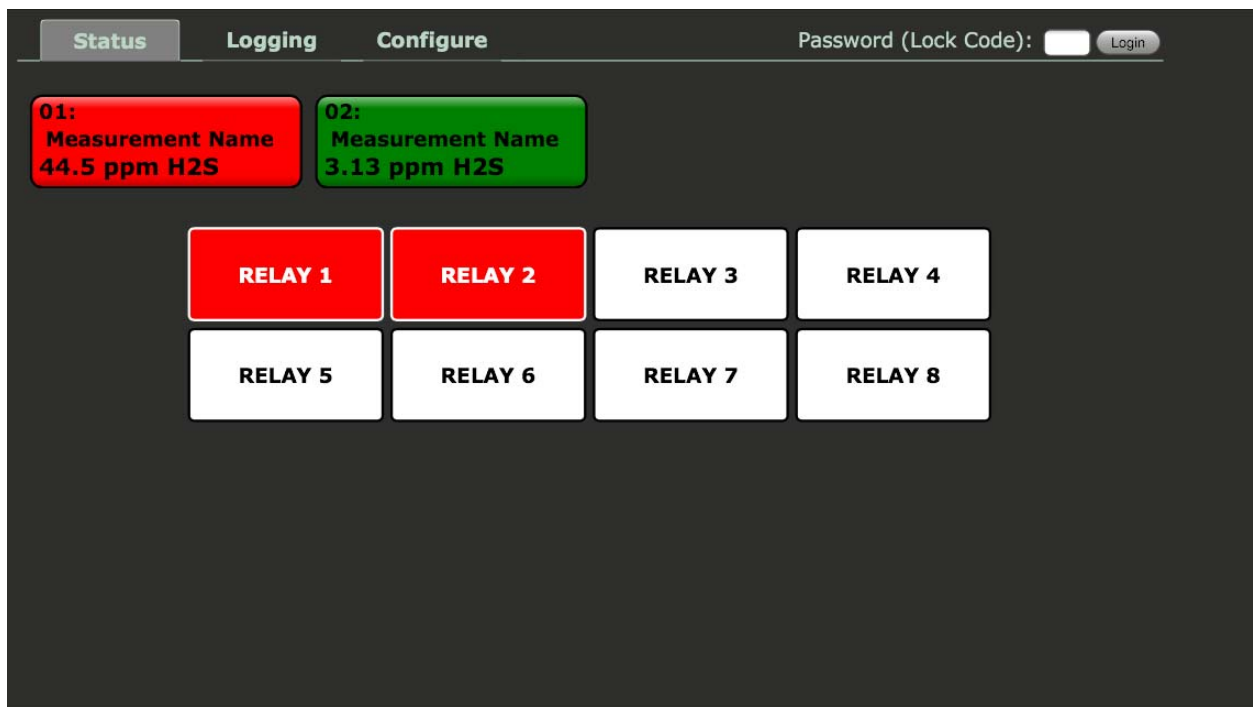 Status Logging Configure Password (Lock Code): Login
01:
Measurement Name
44.5 ppm H2S
02:
Measurement Name
3.13 ppm H2S
RELAY 1 RELAY 2 RELAY 3 RELAY 4
RELAY 5 RELAY 6 RELAY 7 RELAY 8